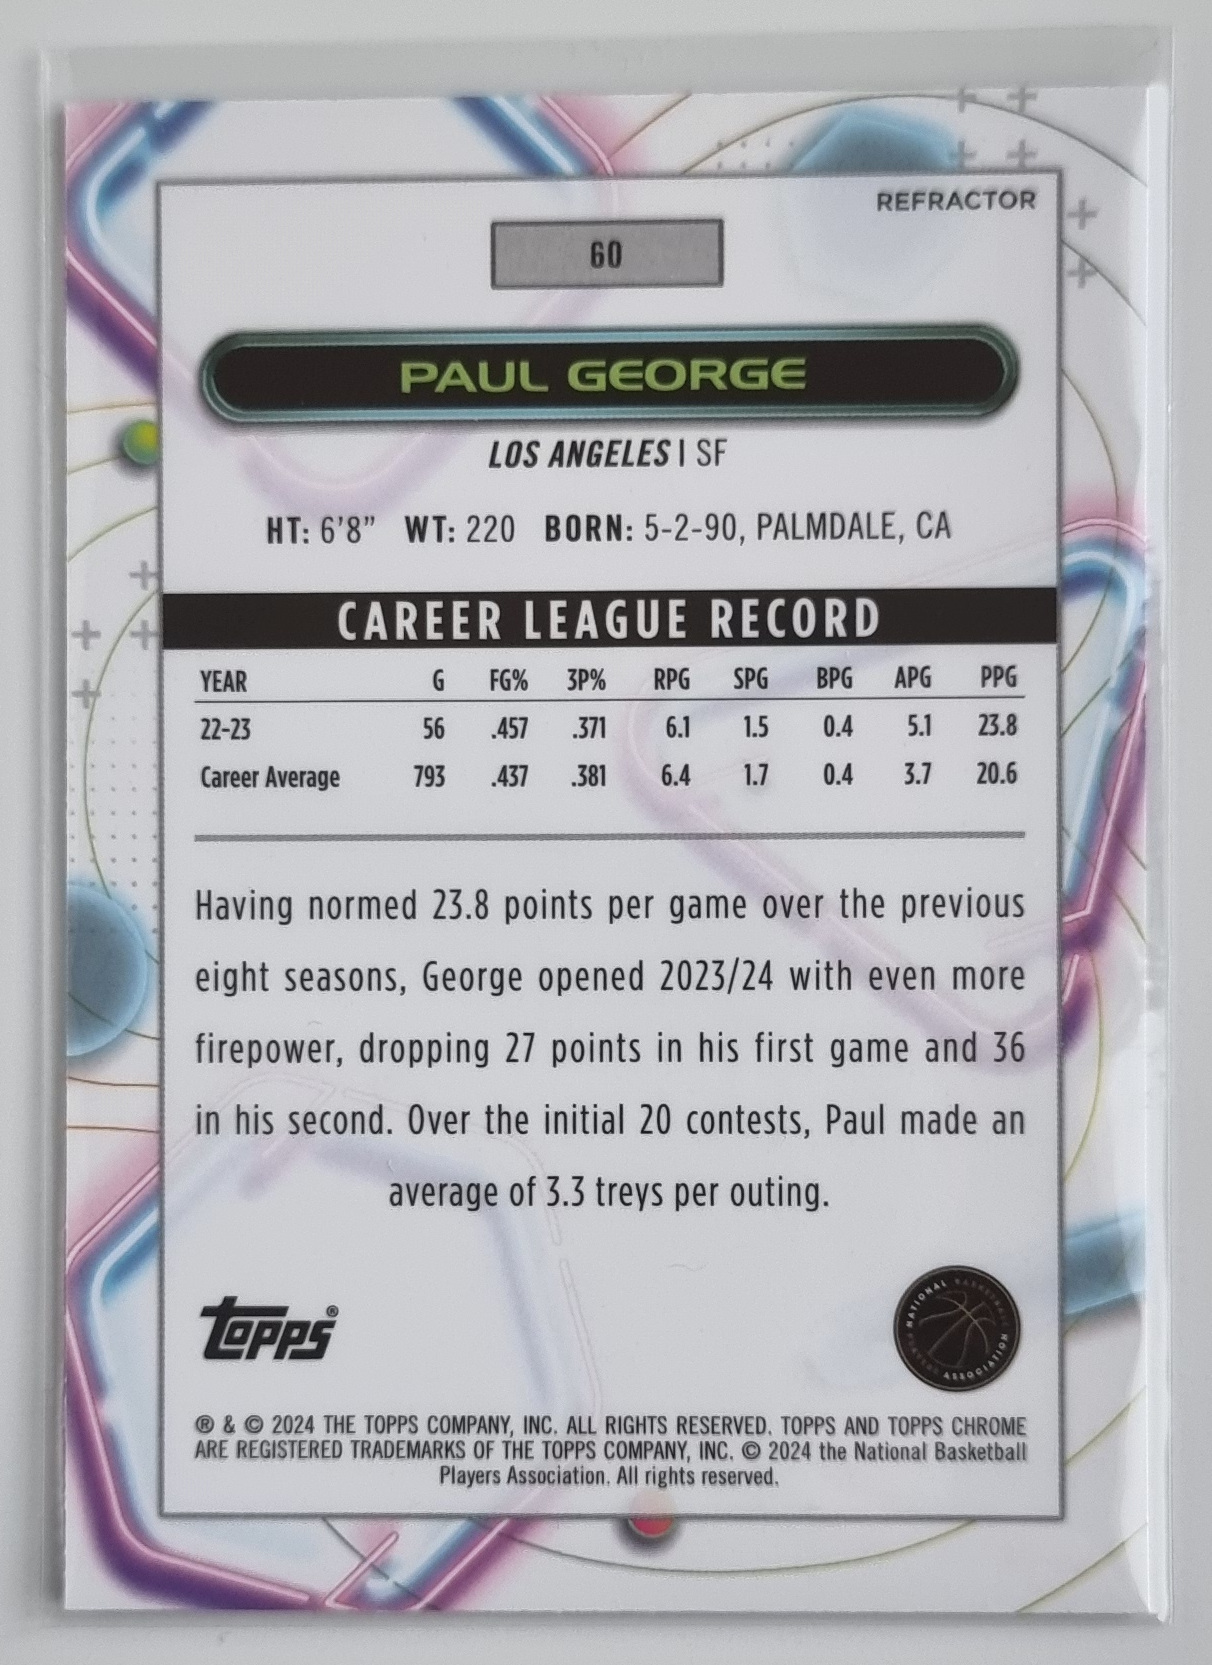 REFRACTOR
60
PAUL GEORGE
LOS ANGELES | SF
HT: 6'8" WT: 220 BORN: 5-2-90, PALMDALE, CA
CAREER LEAGUE RECORD
YEAR G FG% 3P% RPG SPG BPG APG PPG
22-23 56 .457 .371 6.1 1.5 0.4 5.1 23.8
Career Average 793 .437 .381 6.4 1.7 0.4 3.7 20.6
Having normed 23.8 points per game over the previous
eight seasons, George opened 2023/24 with even more
firepower, dropping 27 points in his first game and 36
in his second. Over the initial 20 contests, Paul made an
average of 3.3 treys per outing.
topps®
NATIONAL BASKETBALL PLAYERS ASSOCIATION
® & © 2024 THE TOPPS COMPANY, INC. ALL RIGHTS RESERVED. TOPPS AND TOPPS CHROME
ARE REGISTERED TRADEMARKS OF THE TOPPS COMPANY, INC. © 2024 the National Basketball
Players Association. All rights reserved.